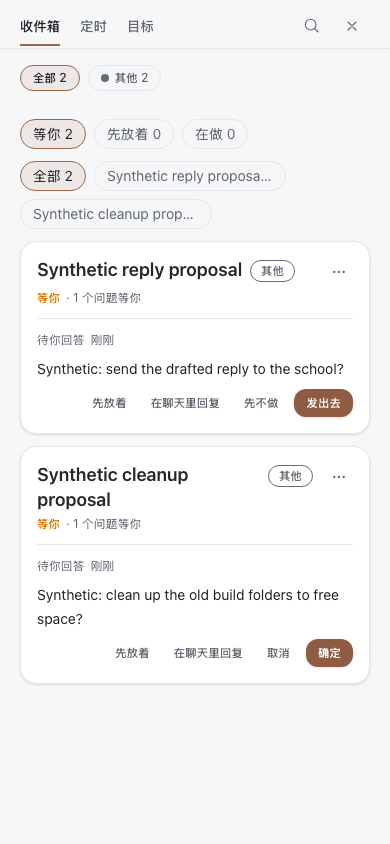 收件箱 定时 目标
全部 2 其他 2
等你 2 先放着 0 在做 0
全部 2 Synthetic reply proposa...
Synthetic cleanup prop...
Synthetic reply proposal 其他
等你 · 1 个问题等你
待你回答 刚刚
Synthetic: send the drafted reply to the school?
先放着 在聊天里回复 先不做 发出去
Synthetic cleanup 其他
proposal
等你 · 1 个问题等你
待你回答 刚刚
Synthetic: clean up the old build folders to free
space?
先放着 在聊天里回复 取消 确定